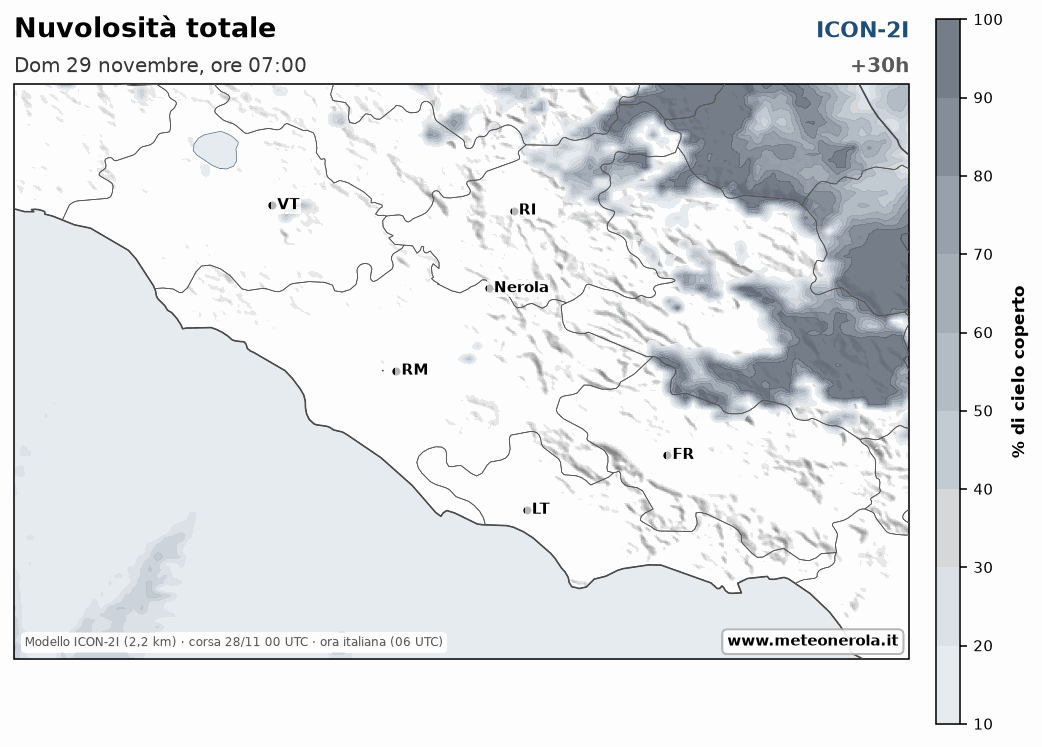 Nuvolosità totale
ICON-2I
Dom 29 novembre, ore 07:00
+30h
100
90
80
70
60
50
40
30
20
10
% di cielo coperto
VT
RI
Nerola
RM
FR
LT
Modello ICON-2I (2,2 km) · corsa 28/11 00 UTC · ora italiana (06 UTC)
www.meteonerola.it